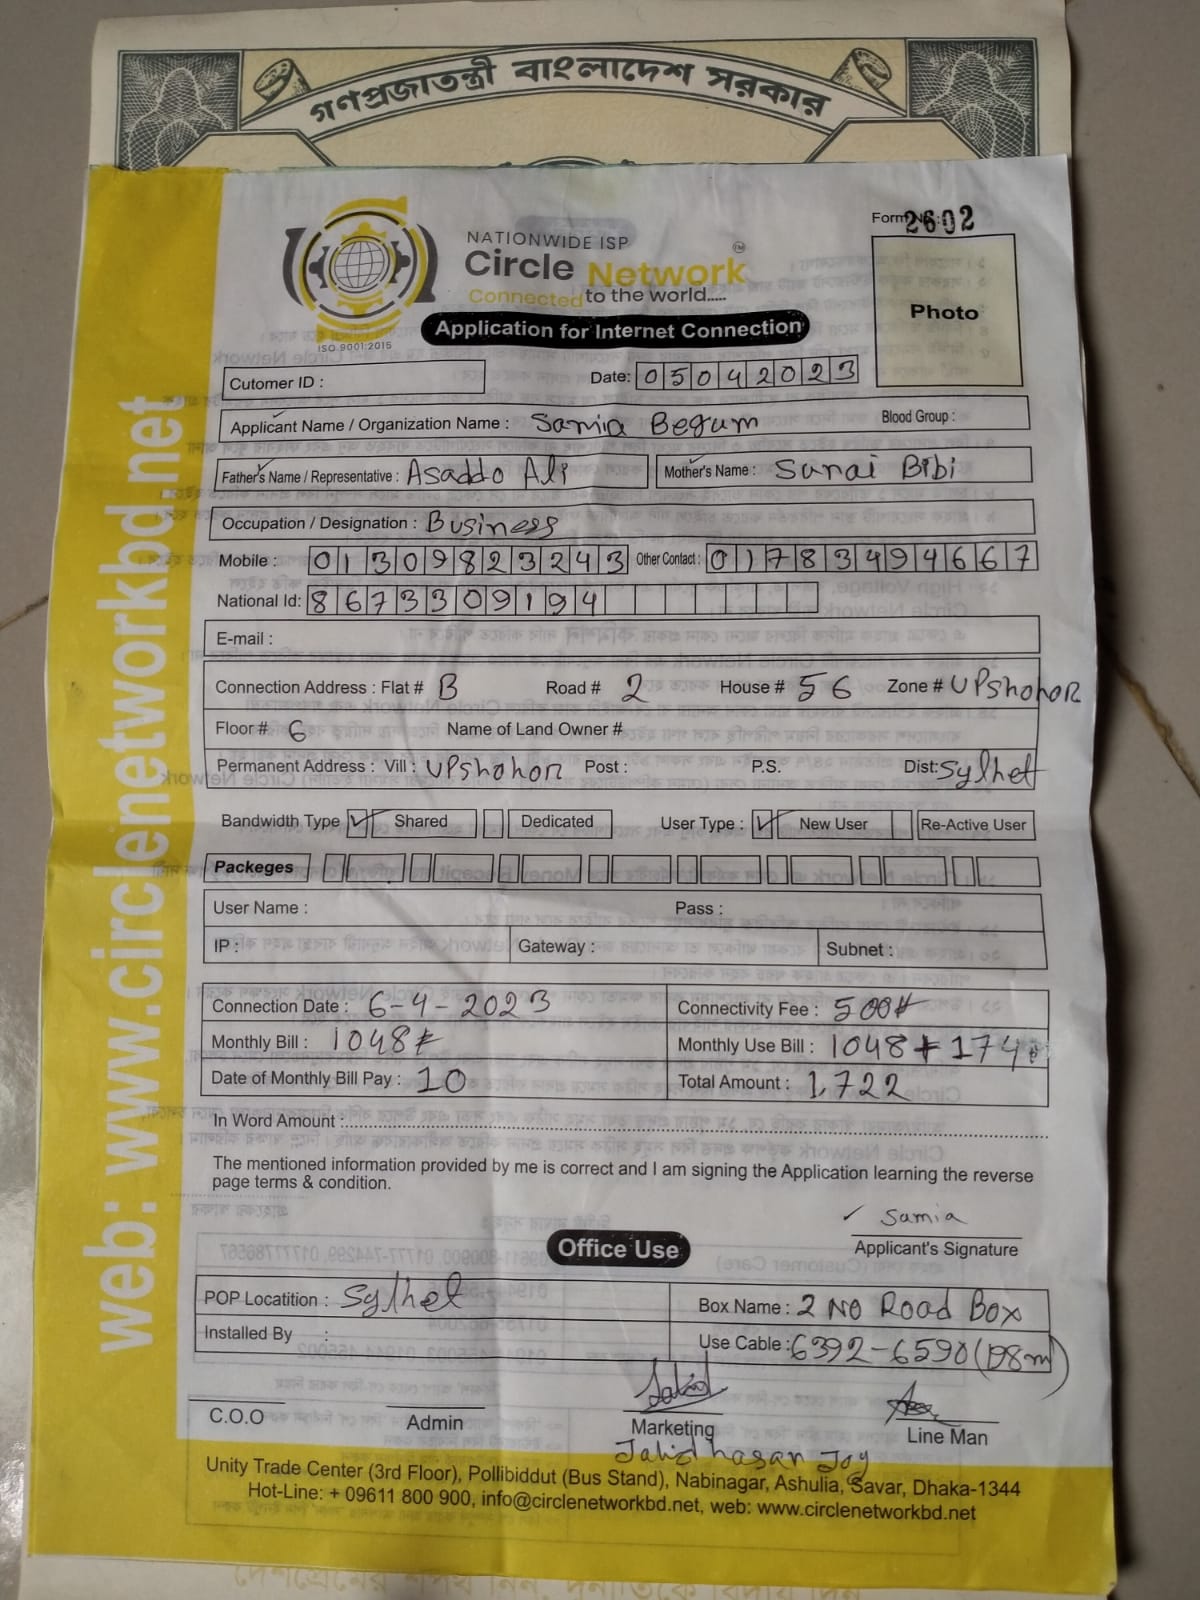 গণপ্রজাতন্ত্রী বাংলাদেশ সরকার
Form No: 2602
NATIONWIDE ISP
Circle Network TM
Connected to the world.....
ISO 9001:2015
Application for Internet Connection
Photo
Cutomer ID :
Date: 05042023
Applicant Name / Organization Name : Samia Begum Blood Group :
Father's Name / Representative : Asaddo Ali Mother's Name : Sunai Bibi
Occupation / Designation : Business
Mobile : 01309823243 Other Contact : 01783494667
National Id: 8673309194
E-mail :
Connection Address : Flat # B Road # 2 House # 56 Zone # UPShohor
Floor # 6 Name of Land Owner #
Permanent Address : Vill : UPShohor Post : P.S. Dist: Sylhet
Bandwidth Type Shared Dedicated User Type : New User Re-Active User
Packeges
User Name : Pass :
IP : Gateway : Subnet :
Connection Date : 6-4-2023 Connectivity Fee : 500
Monthly Bill : 1048 Monthly Use Bill : 1048 + 174
Date of Monthly Bill Pay : 10 Total Amount : 1,722
In Word Amount :
The mentioned information provided by me is correct and I am signing the Application learning the reverse
page terms & condition.
Samia
Applicant's Signature
Office Use
POP Locatition : Sylhet Box Name : 2 NO Road Box
Installed By : Use Cable : 6392-6590 (198m)
C.O.O Admin Marketing Line Man
Jahid hasan Joy
Unity Trade Center (3rd Floor), Pollibiddut (Bus Stand), Nabinagar, Ashulia, Savar, Dhaka-1344
Hot-Line: + 09611 800 900, info@circlenetworkbd.net, web: www.circlenetworkbd.net
web: www.circlenetworkbd.net